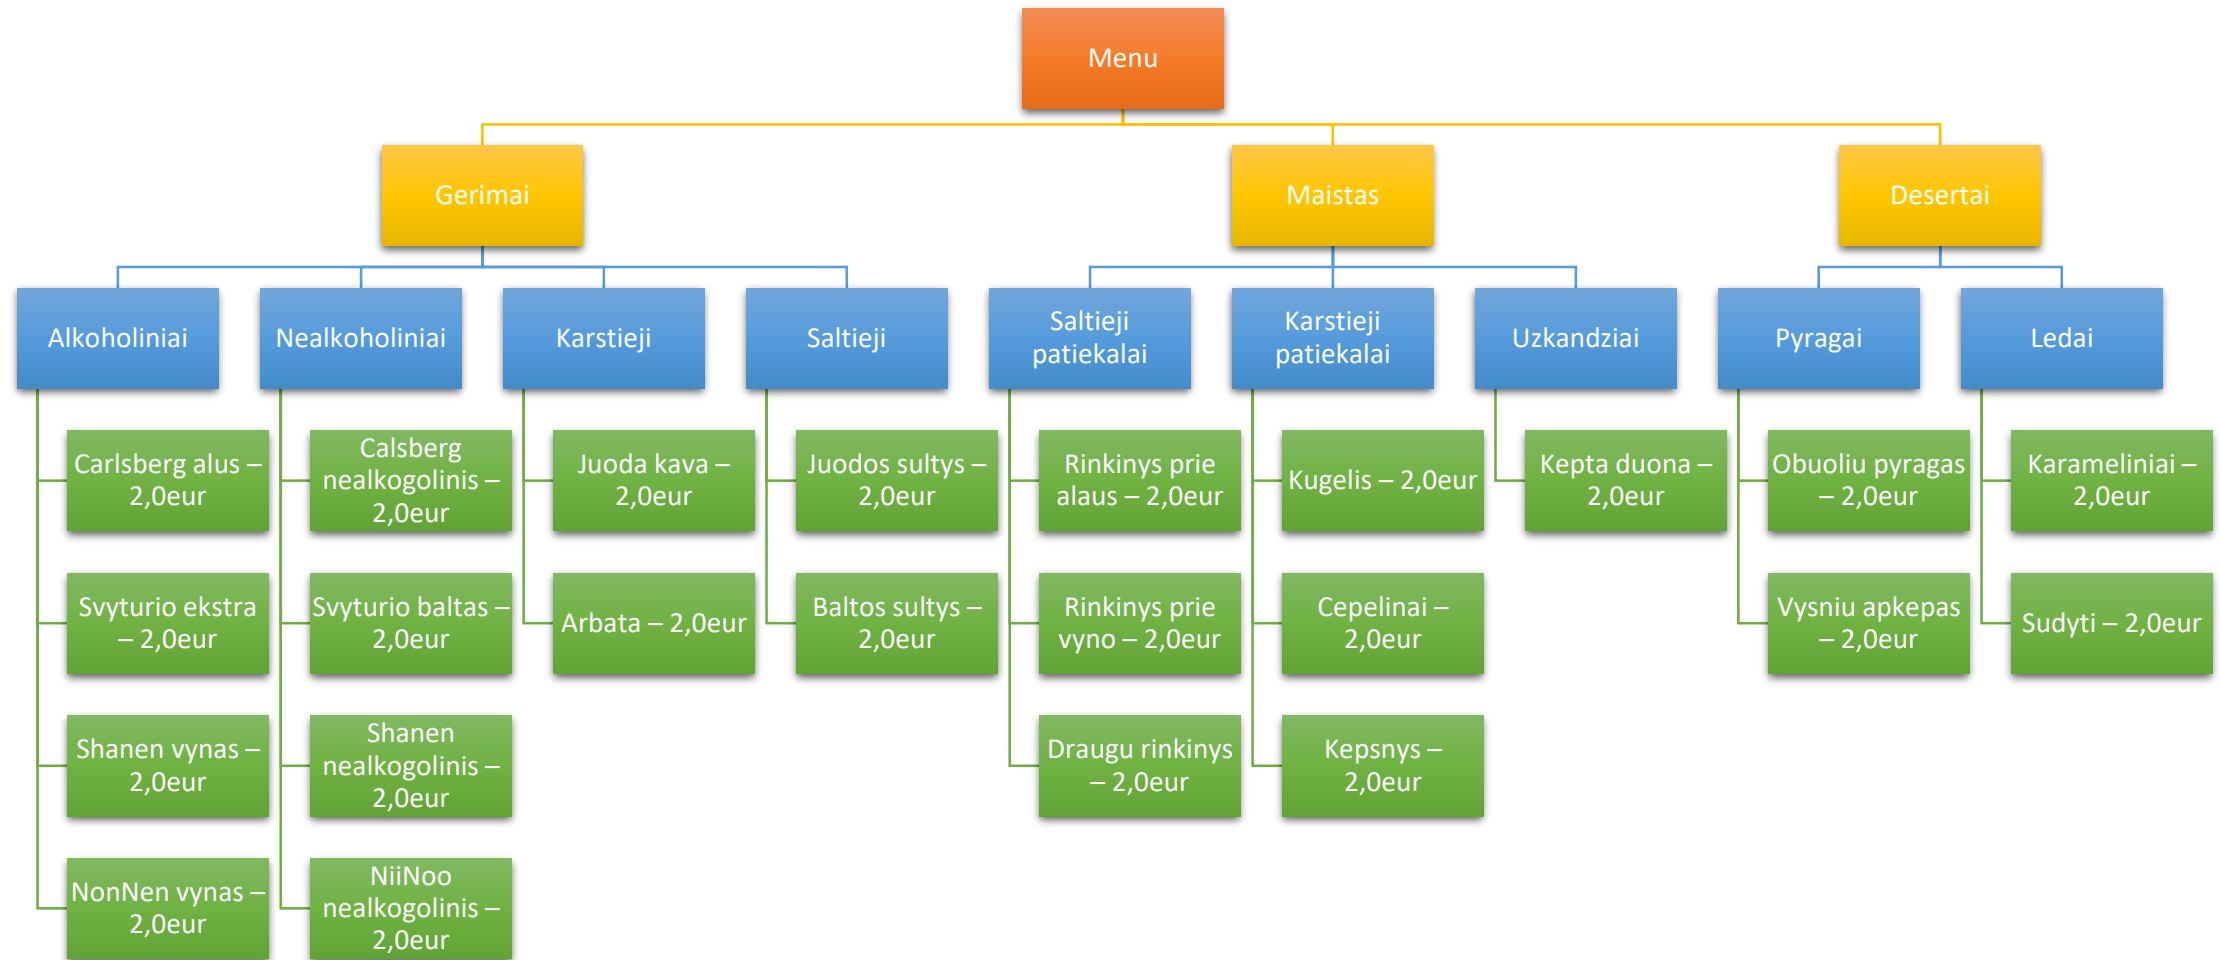 Menu
Gerimai
Maistas
Desertai
Alkoholiniai
Nealkoholiniai
Karstieji
Saltieji
Saltieji
patiekalai
Karstieji
patiekalai
Uzkandziai
Pyragai
Ledai
Carlsberg alus –
2,0eur
Svyturio ekstra
– 2,0eur
Shanen vynas –
2,0eur
NonNen vynas –
2,0eur
Calsberg
nealkogolinis –
2,0eur
Svyturio baltas –
2,0eur
Shanen
nealkogolinis –
2,0eur
NiiNoo
nealkogolinis –
2,0eur
Juoda kava –
2,0eur
Arbata – 2,0eur
Juodos sultys –
2,0eur
Baltos sultys –
2,0eur
Rinkinys prie
alaus – 2,0eur
Rinkinys prie
vyno – 2,0eur
Draugu rinkinys
– 2,0eur
Kugelis – 2,0eur
Cepelinai –
2,0eur
Kepsnys –
2,0eur
Kepta duona –
2,0eur
Obuoliu pyragas
– 2,0eur
Vysniu apkepas
– 2,0eur
Karameliniai –
2,0eur
Sudyti – 2,0eur